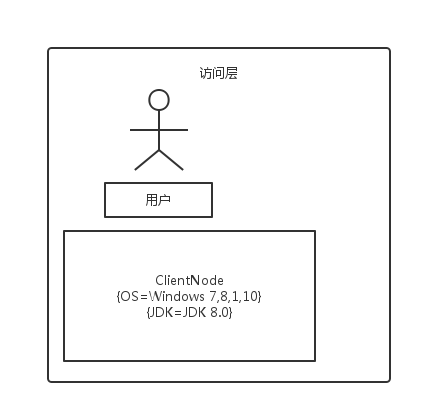 访问层
用户
ClientNode
{OS=Windows 7,8,1,10}
{JDK=JDK 8.0}